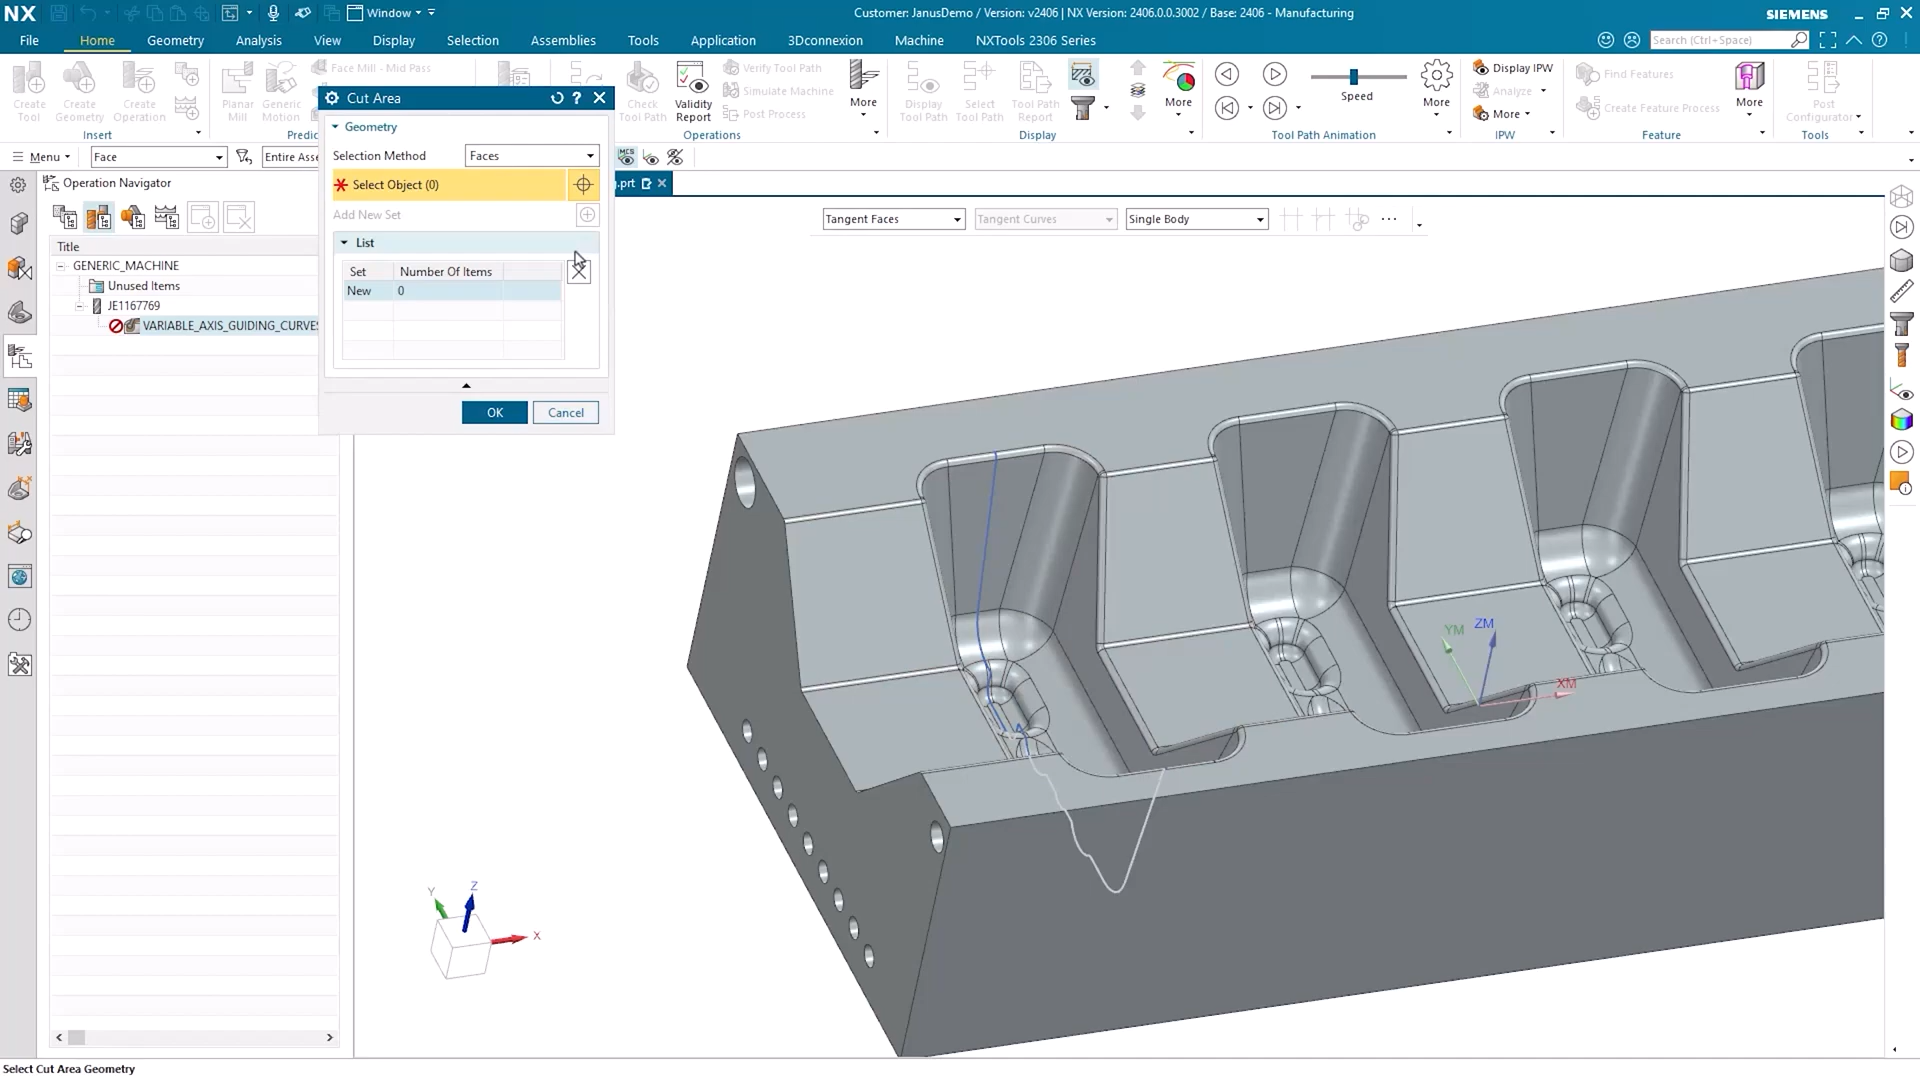 NX
Window
Customer: JanusDemo / Version: v2406 | NX Version: 2406.0.0.3002 / Base: 2406 - Manufacturing
SIEMENS
File
Home
Geometry
Analysis
View
Display
Selection
Assemblies
Tools
Application
3Dconnexion
Machine
NXTools 2306 Series
Search (Ctrl+Space)
Create Tool
Create Geometry
Create Operation
Insert
Planar Mill
Generic Motion
Face Mill - Mid Pass
Check Tool Path
Validity Report
Verify Tool Path
Simulate Machine
Post Process
More
Operations
Display Tool Path
Select Tool Path
Tool Path Report
More
Display
Speed
More
Tool Path Animation
Display IPW
Analyze
More
IPW
Find Features
Create Feature Process
More
Feature
Post Configurator
Tools
Menu
Face
Entire Asse
MCS
Operation Navigator
Title
GENERIC_MACHINE
Unused Items
JE1167769
VARIABLE_AXIS_GUIDING_CURVES
Cut Area
Geometry
Selection Method
Faces
Select Object (0)
Add New Set
List
Set
Number Of Items
New
0
OK
Cancel
.prt
Tangent Faces
Tangent Curves
Single Body
YM
ZM
XM
Y
Z
X
Select Cut Area Geometry